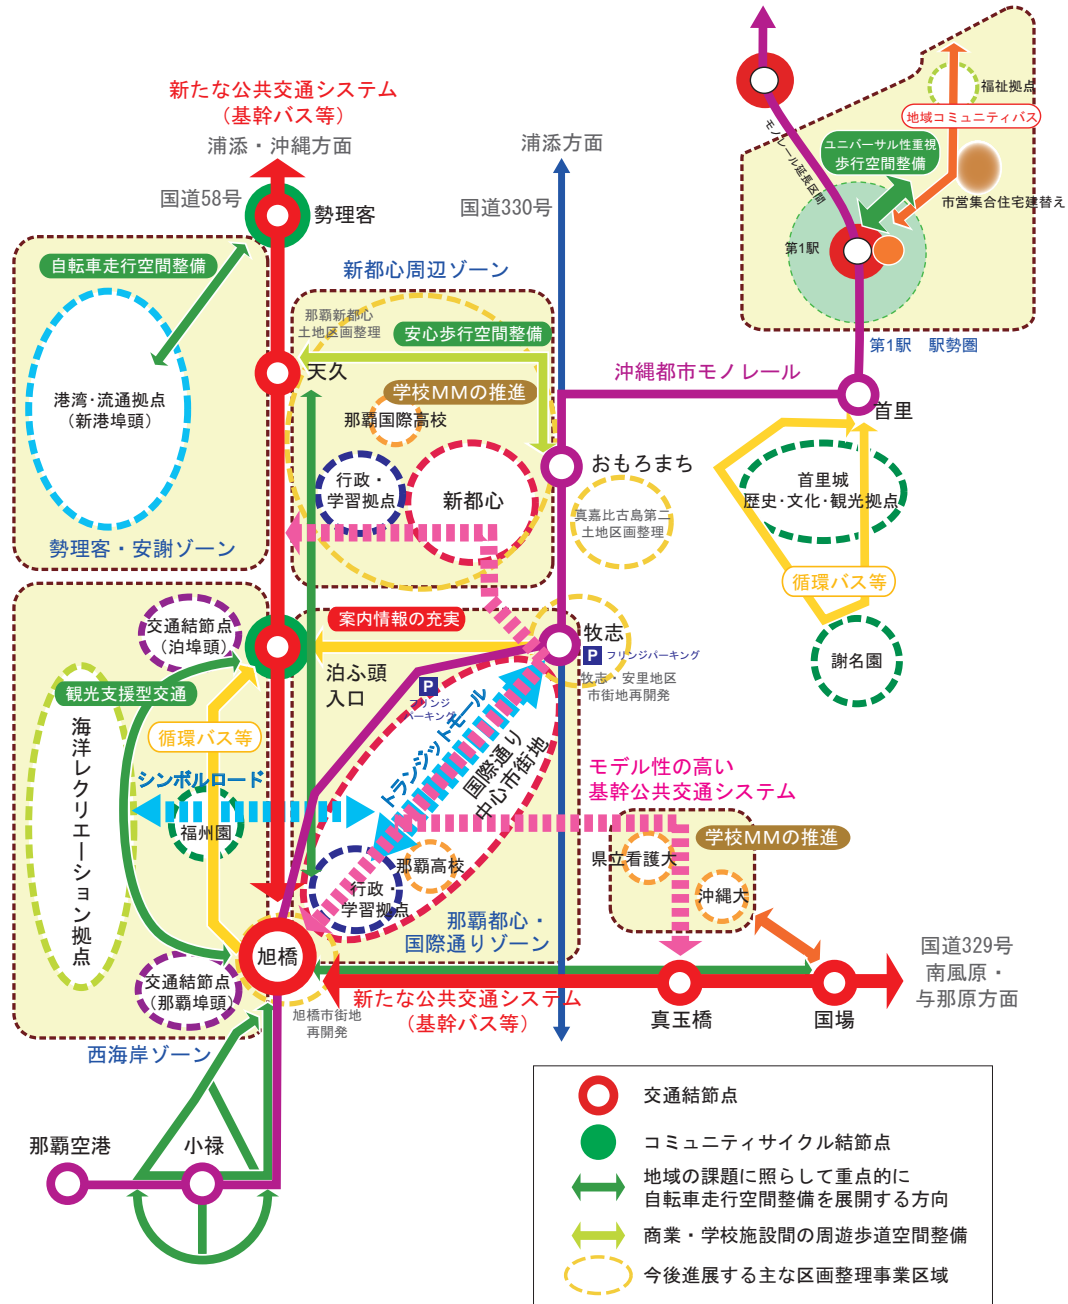 新たな公共交通システム
（基幹バス等）
浦添・沖縄方面
国道58号
勢理客
浦添方面
国道330号
福祉拠点
地域コミュニティバス
ユニバーサル性重視
歩行空間整備
モノレール延長区間
市営集合住宅建替え
第1駅
第1駅 駅勢圏
自転車走行空間整備
新都心周辺ゾーン
那覇新都心
土地区画整理
安心歩行空間整備
天久
沖縄都市モノレール
学校MMの推進
港湾・流通拠点
（新港埠頭）
那覇国際高校
首里
おもろまち
行政・
学習拠点
新都心
首里城
歴史・文化・観光拠点
真嘉比古島第二
土地区画整理
勢理客・安謝ゾーン
循環バス等
案内情報の充実
交通結節点
（泊埠頭）
牧志
P フリンジパーキング
謝名園
泊ふ頭
入口
牧志・安里地区
市街地再開発
観光支援型交通
P
フリンジ
パーキング
循環バス等
海洋レクリエーション拠点
トランジットモール
国際通り
中心市街地
シンボルロード
モデル性の高い
基幹公共交通システム
福州園
学校MMの推進
県立看護大
那覇高校
沖縄大
行政・
学習拠点
那覇都心・
国際通りゾーン
旭橋
国道329号
南風原・
与那原方面
交通結節点
（那覇埠頭）
新たな公共交通システム
（基幹バス等）
旭橋市街地
再開発
真玉橋
国場
西海岸ゾーン
那覇空港
小禄
交通結節点
コミュニティサイクル結節点
地域の課題に照らして重点的に
自転車走行空間整備を展開する方向
商業・学校施設間の周遊歩道空間整備
今後進展する主な区画整理事業区域